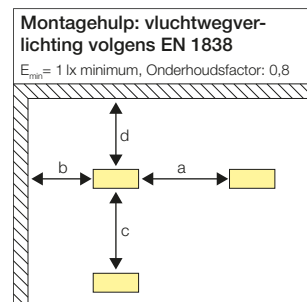 Montagehulp: vluchtwegver-
lichting volgens EN 1838
Emin= 1 lx minimum, Onderhoudsfactor: 0,8
d
b
a
c